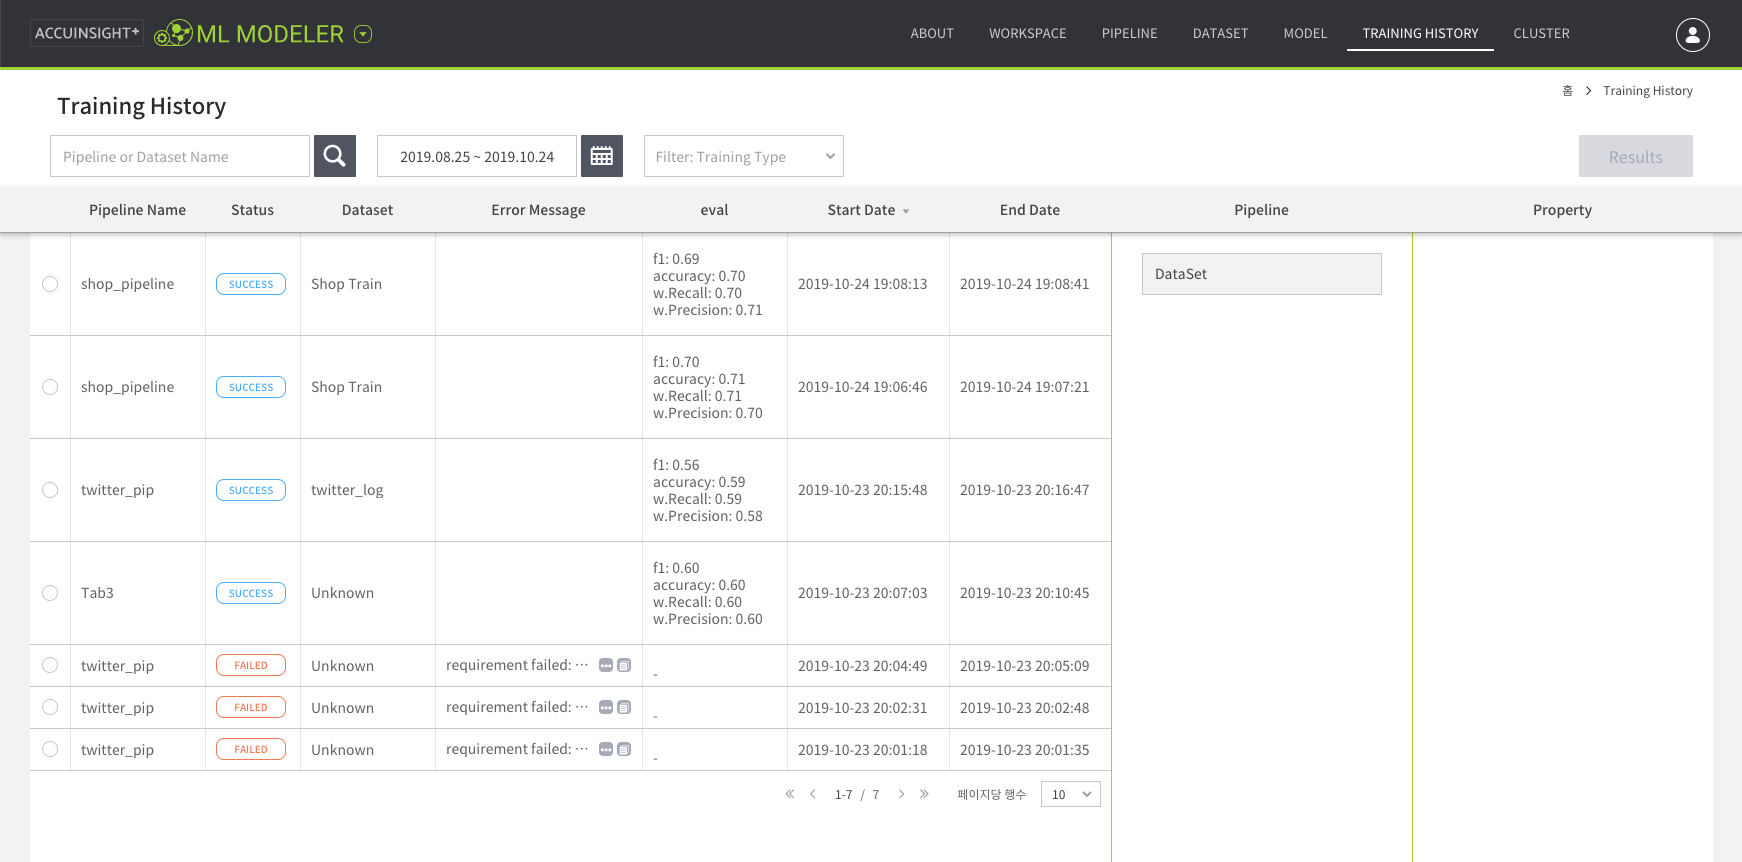 ACCUINSIGHT+ ML MODELER ABOUT WORKSPACE PIPELINE DATASET MODEL TRAINING HISTORY CLUSTER
홈 > Training History
Training History
Pipeline or Dataset Name 2019.08.25 ~ 2019.10.24 Filter: Training Type Results
Pipeline Name Status Dataset Error Message eval Start Date End Date Pipeline Property
shop_pipeline SUCCESS Shop Train f1: 0.69
accuracy: 0.70
w.Recall: 0.70
w.Precision: 0.71 2019-10-24 19:08:13 2019-10-24 19:08:41
DataSet
shop_pipeline SUCCESS Shop Train f1: 0.70
accuracy: 0.71
w.Recall: 0.71
w.Precision: 0.70 2019-10-24 19:06:46 2019-10-24 19:07:21
twitter_pip SUCCESS twitter_log f1: 0.56
accuracy: 0.59
w.Recall: 0.59
w.Precision: 0.58 2019-10-23 20:15:48 2019-10-23 20:16:47
Tab3 SUCCESS Unknown f1: 0.60
accuracy: 0.60
w.Recall: 0.60
w.Precision: 0.60 2019-10-23 20:07:03 2019-10-23 20:10:45
twitter_pip FAILED Unknown requirement failed: ··· - 2019-10-23 20:04:49 2019-10-23 20:05:09
twitter_pip FAILED Unknown requirement failed: ··· - 2019-10-23 20:02:31 2019-10-23 20:02:48
twitter_pip FAILED Unknown requirement failed: ··· - 2019-10-23 20:01:18 2019-10-23 20:01:35
« < 1-7 / 7 > » 페이지당 행수 10